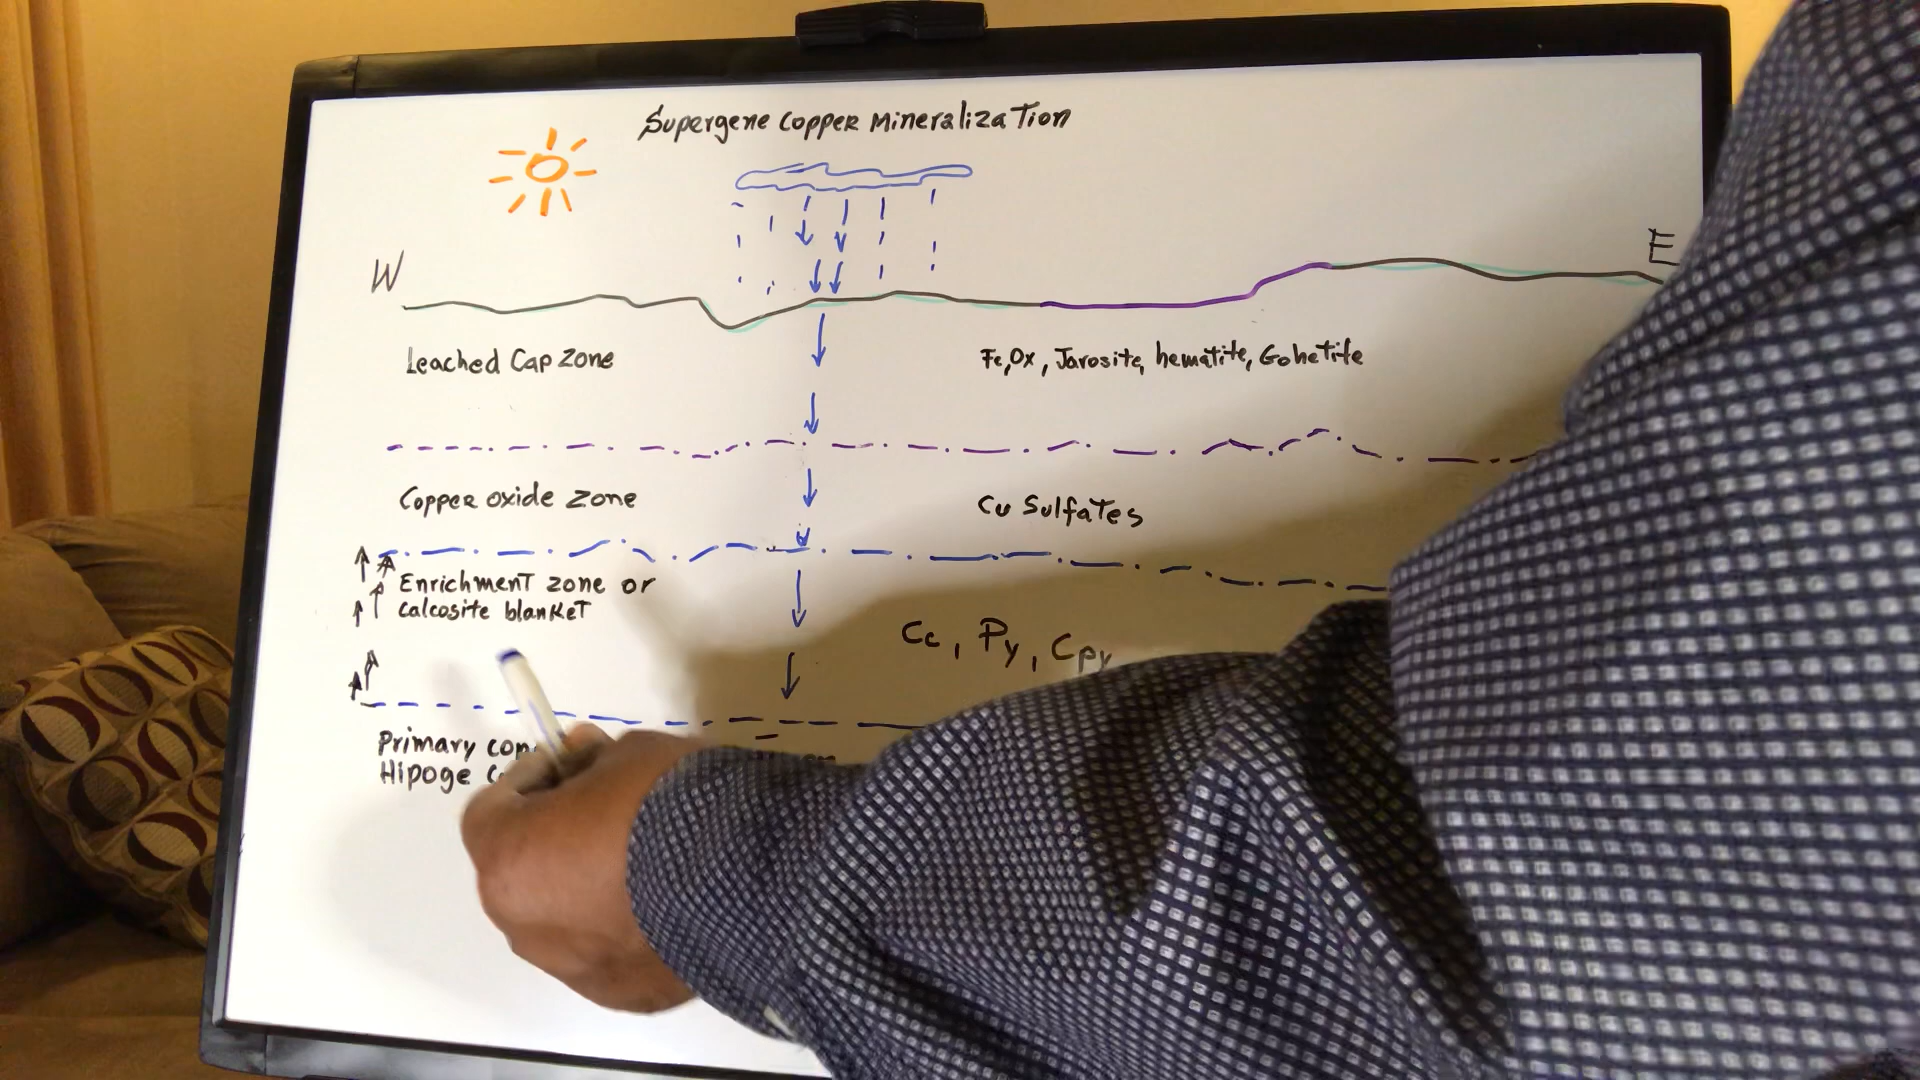 Supergene Copper Mineralization
W
E
Leached Cap Zone
Fe,Ox, Jarosite, hematite, Gohetite
Copper oxide zone
Cu Sulfates
Enrichment zone or
calcosite blanket
Cc, Py, Cpy
Primary
Hipoge